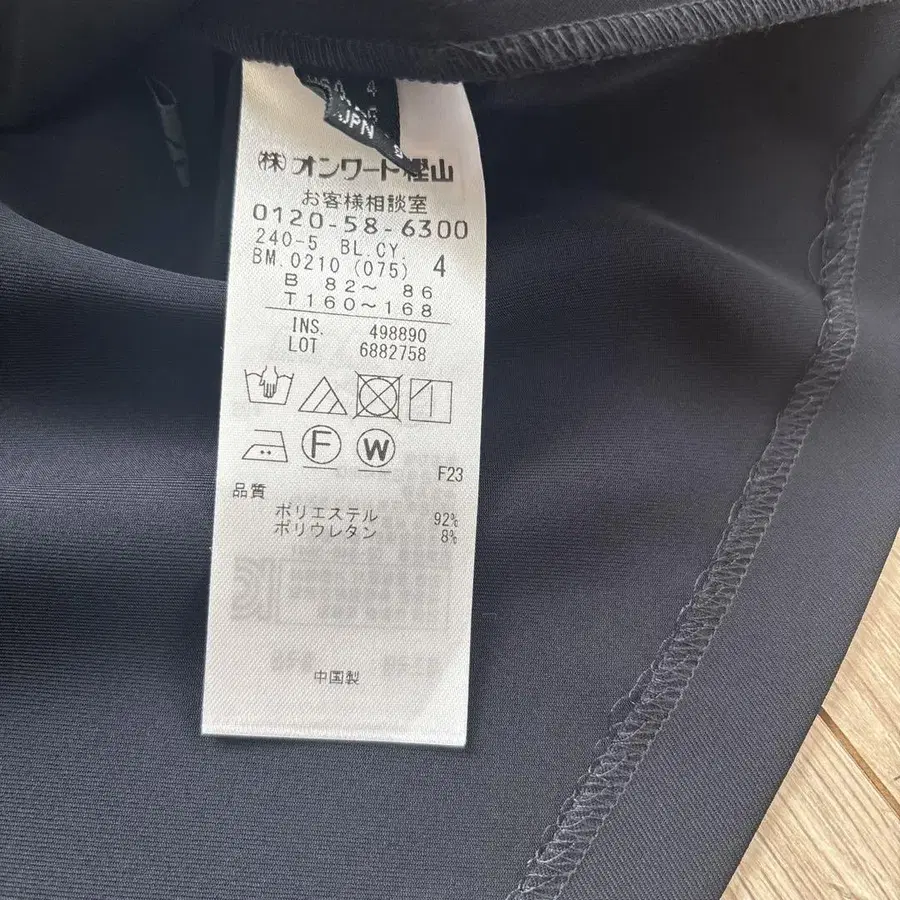 4
JPN
(株)オンワード樫山
お客様相談室
0120-58-6300
240-5 BL.CY.
BM.0210 (075) 4
B 82~ 86
T160~168
INS. 498890
LOT 6882758
F
W
F23
品質
ポリエステル 92%
ポリウレタン 8%
中国製